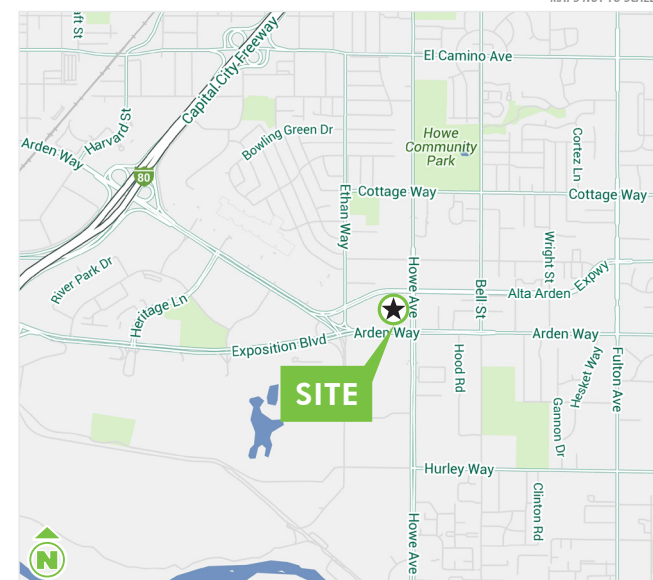 ft St
Capital City Freeway
El Camino Ave
Harvard St
Arden Way
Bowling Green Dr
Howe
Community
Park
Cortez Ln
80
Ethan Way
Cottage Way
Cottage Way
River Park Dr
Heritage Ln
Howe Ave
Bell St
Wright St
Alta Arden
Expwy
Exposition Blvd
Arden Way
Arden Way
SITE
Hood Rd
Hesket Way
Fulton Ave
Gannon Dr
Hurley Way
Clinton Rd
Howe Ave
N